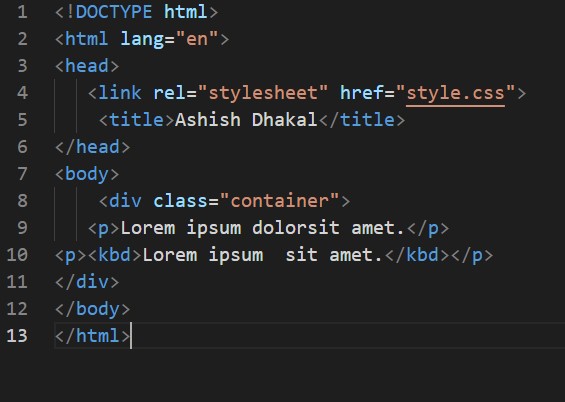 1 <!DOCTYPE html>
2 <html lang="en">
3 <head>
4    <link rel="stylesheet" href="style.css">
5     <title>Ashish Dhakal</title>
6 </head>
7 <body>
8     <div class="container">
9    <p>Lorem ipsum dolorsit amet.</p>
10 <p><kbd>Lorem ipsum  sit amet.</kbd></p>
11 </div>
12 </body>
13 </html>